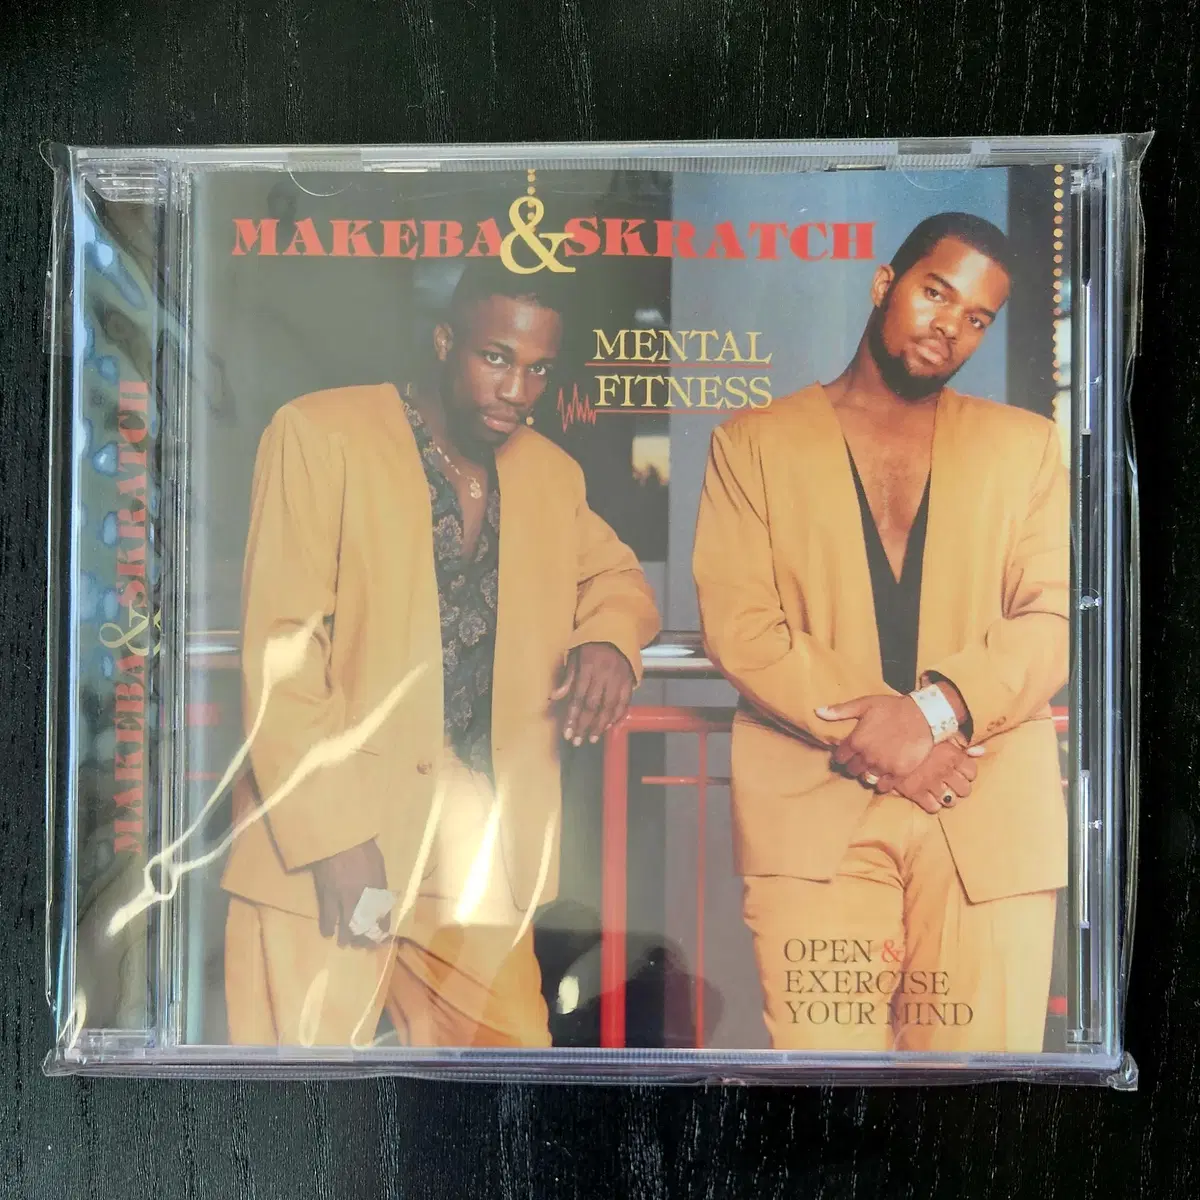 MAKEBA & SKRATCH
MENTAL
FITNESS
OPEN &
EXERCISE
YOUR MIND
MAKEBA & SKRATCH